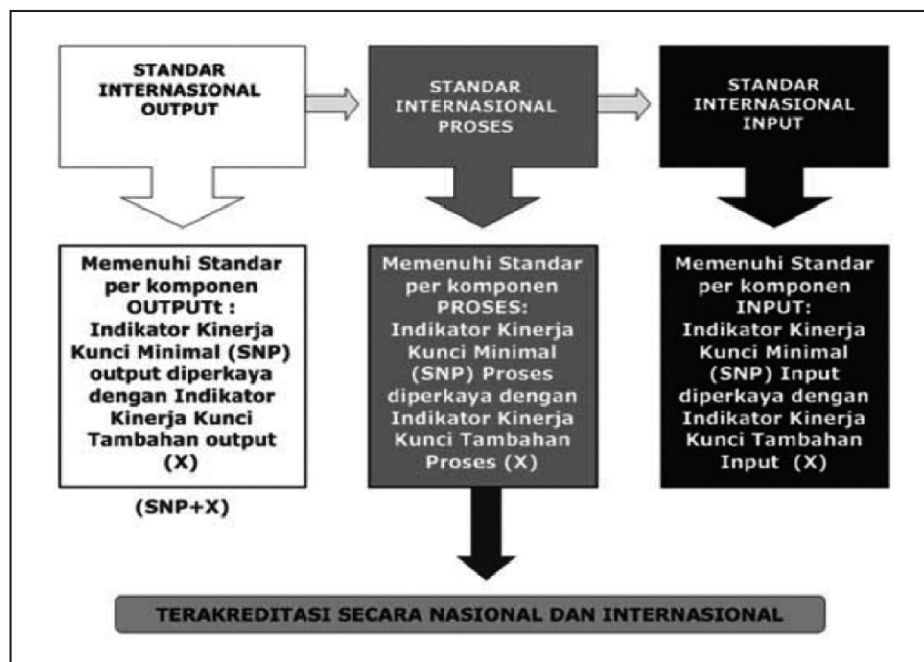 STANDAR
INTERNASIONAL
OUTPUT
STANDAR
INTERNASIONAL
PROSES
STANDAR
INTERNASIONAL
INPUT
Memenuhi Standar
per komponen
OUTPUTt :
Indikator Kinerja
Kunci Minimal (SNP)
output diperkaya
dengan Indikator
Kinerja Kunci
Tambahan output
(X)
(SNP+X)
Memenuhi Standar
per komponen
PROSES:
Indikator Kinerja
Kunci Minimal
(SNP) Proses
diperkaya dengan
Indikator Kinerja
Kunci Tambahan
Proses (X)
Memenuhi Standar
per komponen
INPUT:
Indikator Kinerja
Kunci Minimal
(SNP) Input
diperkaya dengan
Indikator Kinerja
Kunci Tambahan
Input (X)
TERAKREDITASI SECARA NASIONAL DAN INTERNASIONAL